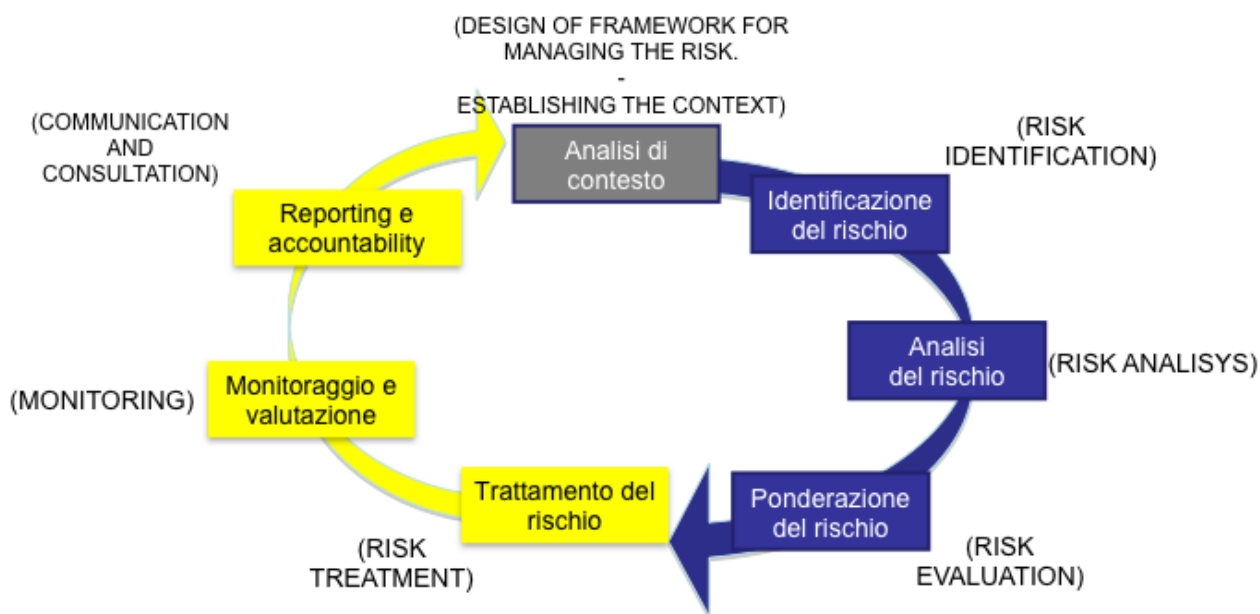 (DESIGN OF FRAMEWORK FOR
MANAGING THE RISK.
-
ESTABLISHING THE CONTEXT)
Analisi di
contesto
(RISK
IDENTIFICATION)
Identificazione
del rischio
Analisi
del rischio
(RISK ANALISYS)
Ponderazione
del rischio
(RISK
EVALUATION)
Trattamento del
rischio
(RISK
TREATMENT)
Monitoraggio e
valutazione
(MONITORING)
Reporting e
accountability
(COMMUNICATION
AND
CONSULTATION)